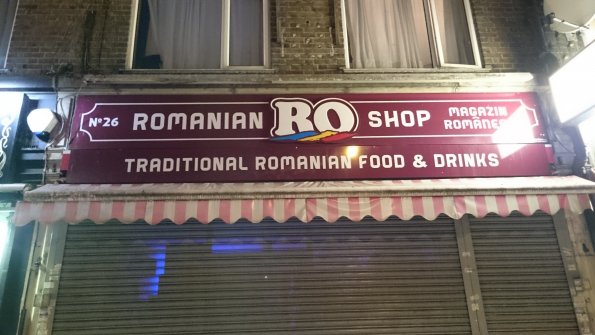 Nº26 ROMANIAN RO SHOP MAGAZIN
ROMÂNESC
TRADITIONAL ROMANIAN FOOD & DRINKS